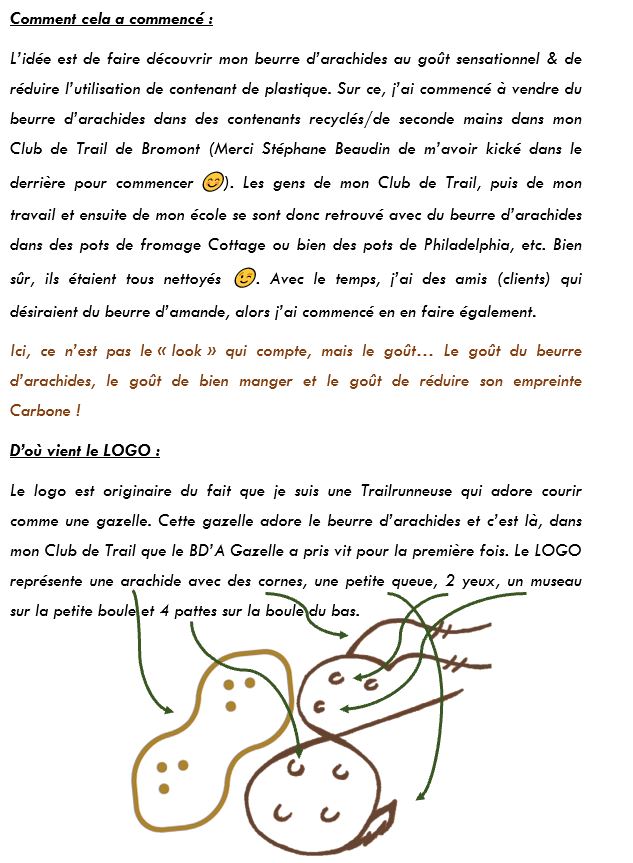 Comment cela a commencé :
L’idée est de faire découvrir mon beurre d’arachides au goût sensationnel & de
réduire l’utilisation de contenant de plastique. Sur ce, j’ai commencé à vendre du
beurre d’arachides dans des contenants recyclés/de seconde mains dans mon
Club de Trail de Bromont (Merci Stéphane Beaudin de m’avoir kické dans le
derrière pour commencer 😊). Les gens de mon Club de Trail, puis de mon
travail et ensuite de mon école se sont donc retrouvé avec du beurre d’arachides
dans des pots de fromage Cottage ou bien des pots de Philadelphia, etc. Bien
sûr, ils étaient tous nettoyés 😉. Avec le temps, j’ai des amis (clients) qui
désiraient du beurre d’amande, alors j’ai commencé en en faire également.
Ici, ce n’est pas le « look » qui compte, mais le goût… Le goût du beurre
d’arachides, le goût de bien manger et le goût de réduire son empreinte
Carbone !
D’où vient le LOGO :
Le logo est originaire du fait que je suis une Trailrunneuse qui adore courir
comme une gazelle. Cette gazelle adore le beurre d’arachides et c’est là, dans
mon Club de Trail que le BD’A Gazelle a pris vit pour la première fois. Le LOGO
représente une arachide avec des cornes, une petite queue, 2 yeux, un museau
sur la petite boule et 4 pattes sur la boule du bas.